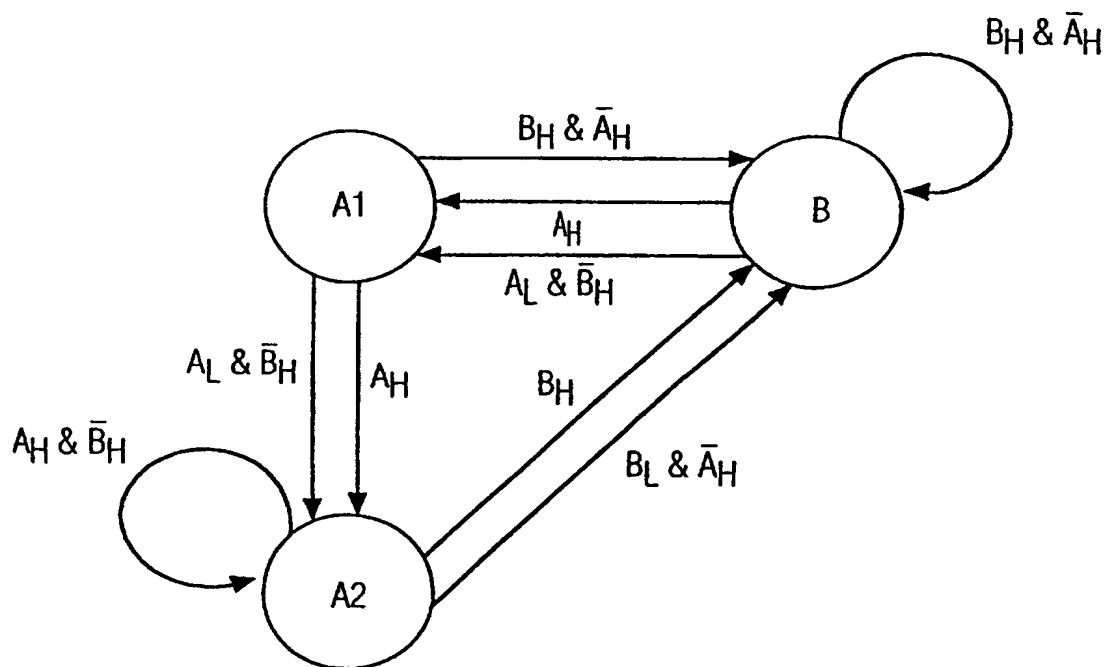 B_H & Ā_H
B_H & Ā_H
A1
B
A_H
A_L & B̄_H
A_L & B̄_H
A_H
B_H
A_H & B̄_H
B_L & Ā_H
A2